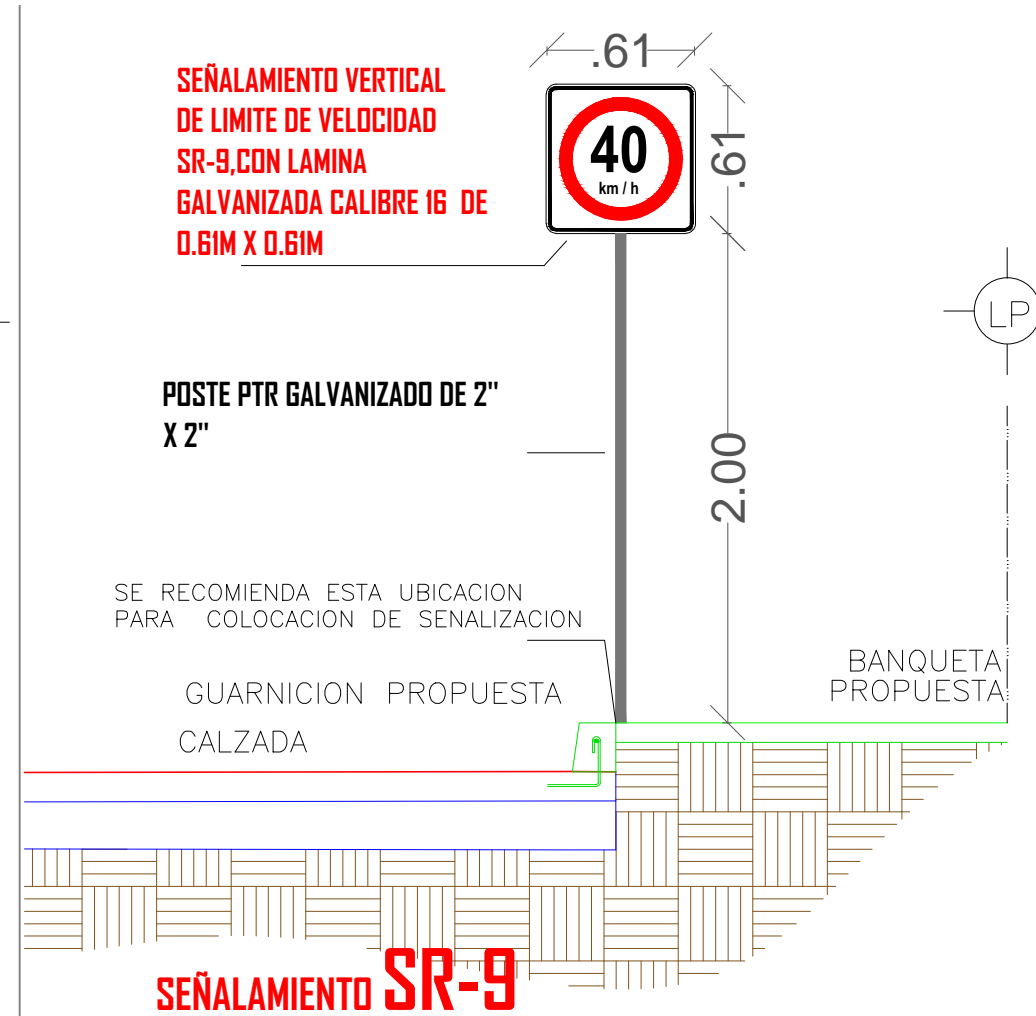 .61
SEÑALAMIENTO VERTICAL
DE LIMITE DE VELOCIDAD
SR-9,CON LAMINA
GALVANIZADA CALIBRE 16 DE
0.61M X 0.61M
40
km / h
.61
LP
POSTE PTR GALVANIZADO DE 2"
X 2"
2.00
SE RECOMIENDA ESTA UBICACION
PARA COLOCACION DE SENALIZACION
BANQUETA
PROPUESTA
GUARNICION PROPUESTA
CALZADA
SEÑALAMIENTO SR-9